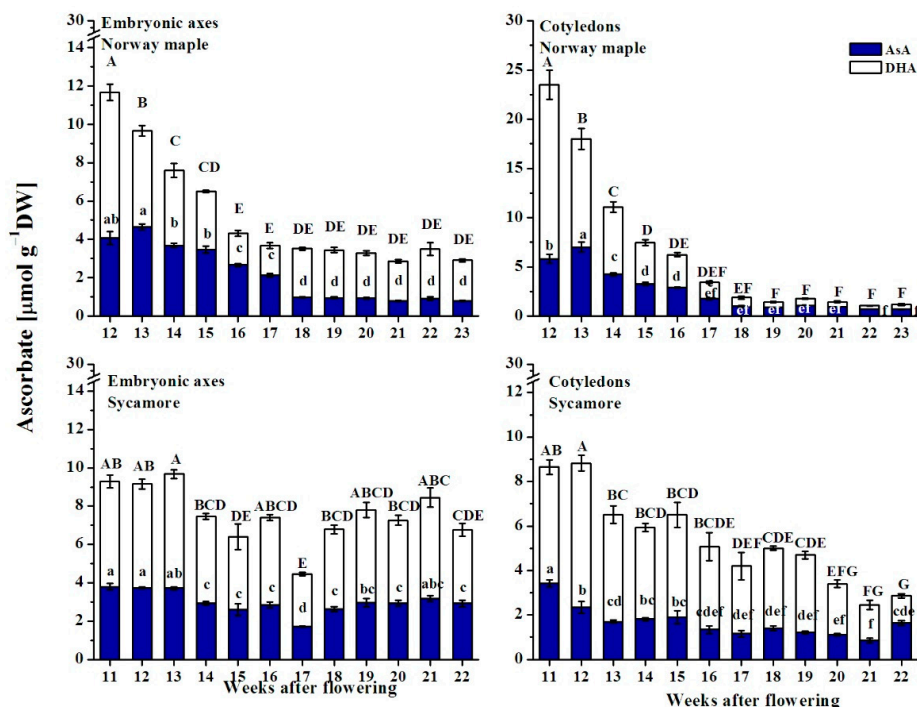 Embryonic axes
Norway maple
30
14
12
10
8
6
4
2
0
A
B
C
CD
E
E
DE
DE
DE
DE
DE
DE
ab
a
b
b
c
c
d
d
d
d
d
d
12 13 14 15 16 17 18 19 20 21 22 23
Cotyledons
Norway maple
AsA
DHA
30
25
20
15
10
5
0
A
B
C
D
DE
DEF
EF
F
F
F
F
F
b
a
c
d
d
ef
ef
ef
ef
ef
f
12 13 14 15 16 17 18 19 20 21 22 23
Ascorbate [μmol g⁻¹DW]
Embryonic axes
Sycamore
30
14
12
10
8
6
4
2
0
AB
AB
A
BCD
DE
ABCD
E
BCD
ABCD
BCD
ABC
CDE
a
a
ab
c
c
c
d
c
bc
c
abc
c
11 12 13 14 15 16 17 18 19 20 21 22
Weeks after flowering
Cotyledons
Sycamore
30
12
10
8
6
4
2
0
AB
A
BC
BCD
BCD
BCDE
DEF
CDE
CDE
EFG
FG
G
a
b
cd
bc
bc
cdef
def
def
def
ef
f
cde
11 12 13 14 15 16 17 18 19 20 21 22
Weeks after flowering